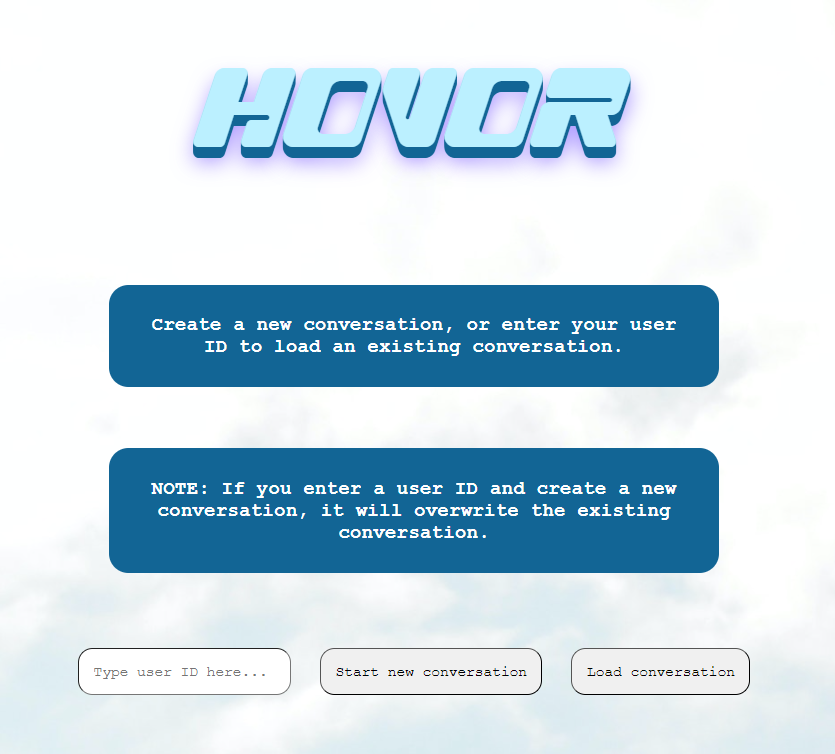 HOVOR
Create a new conversation, or enter your user
ID to load an existing conversation.
NOTE: If you enter a user ID and create a new
conversation, it will overwrite the existing
conversation.
Type user ID here...
Start new conversation
Load conversation